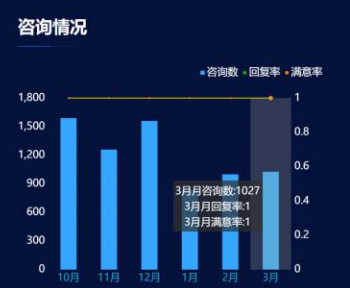 咨询情况
咨询数 回复率 满意率
1,800 1
1,500 0.8
1,200 0.6
900
3月月咨询数:1027
3月月回复率:1
3月月满意率:1
600 0.4
300 0.2
0 0
10月 11月 12月 1月 2月 3月